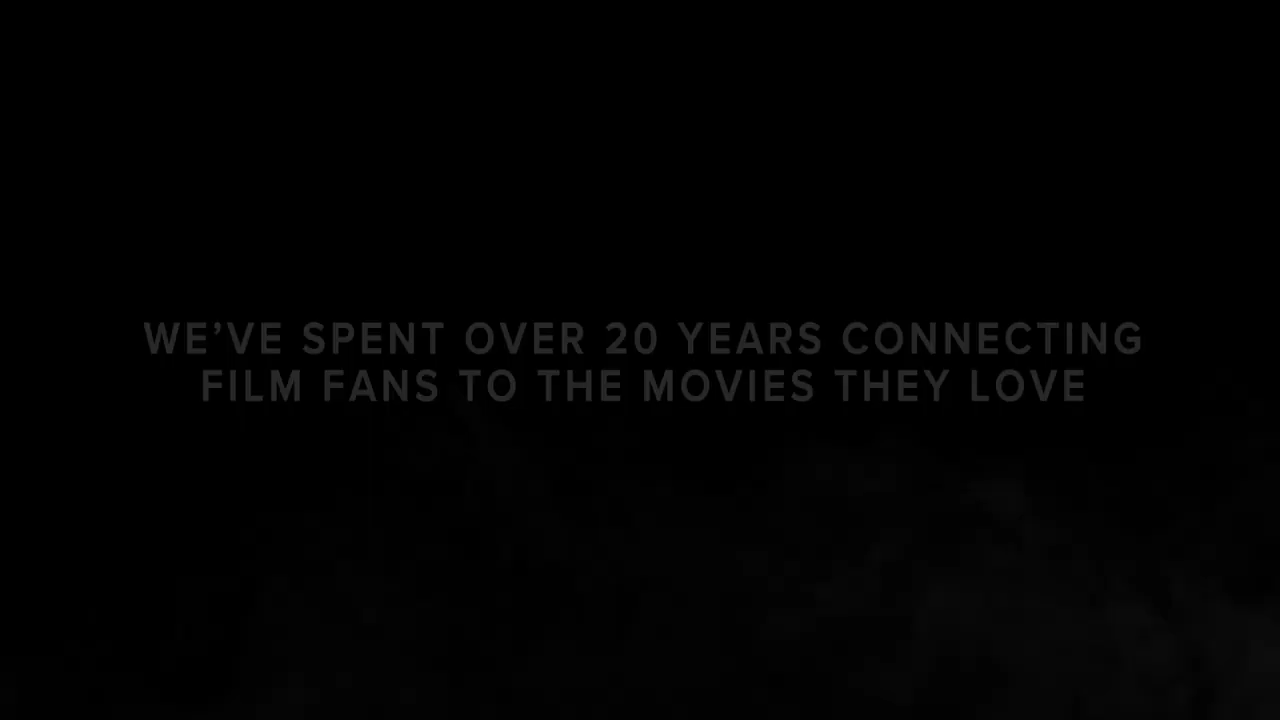 WE’VE SPENT OVER 20 YEARS CONNECTING
FILM FANS TO THE MOVIES THEY LOVE